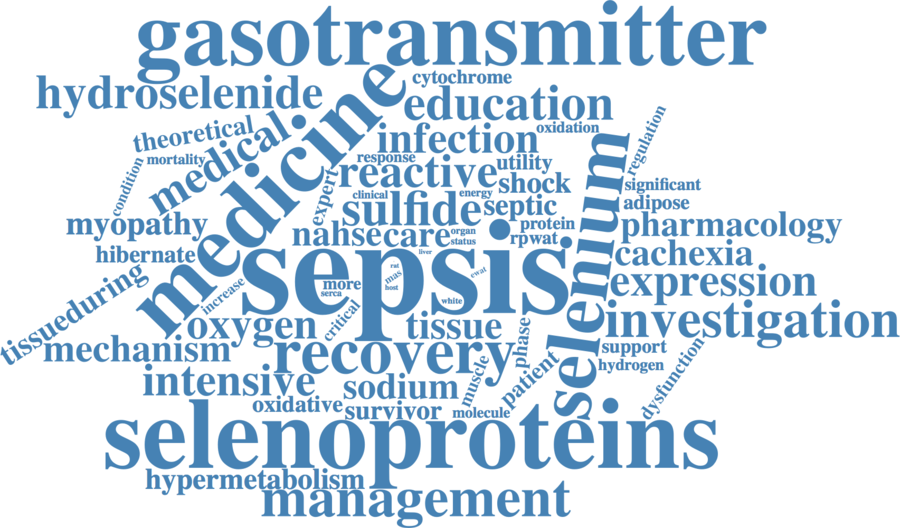 gasotransmitter
cytochrome
hydroselenide
education
medicine
theoretical
medical
infection
oxidation
regulation
mortality
condition
response
reactive
utility
shock
significant
expert
clinical
energy
adipose
selenium
sulfide
septic
myopathy
nahse
care
organ
status
protein
rpwat
pharmacology
hibernate
liver
cachexia
sepsis
rat
mas
ewat
host
tissueduring
increase
more
serca
white
expression
critical
oxygen
tissue
investigation
mechanism
recovery
phase
support
hydrogen
intensive
sodium
muscle
patient
dysfunction
oxidative
survivor
molecule
selenoproteins
hypermetabolism
management